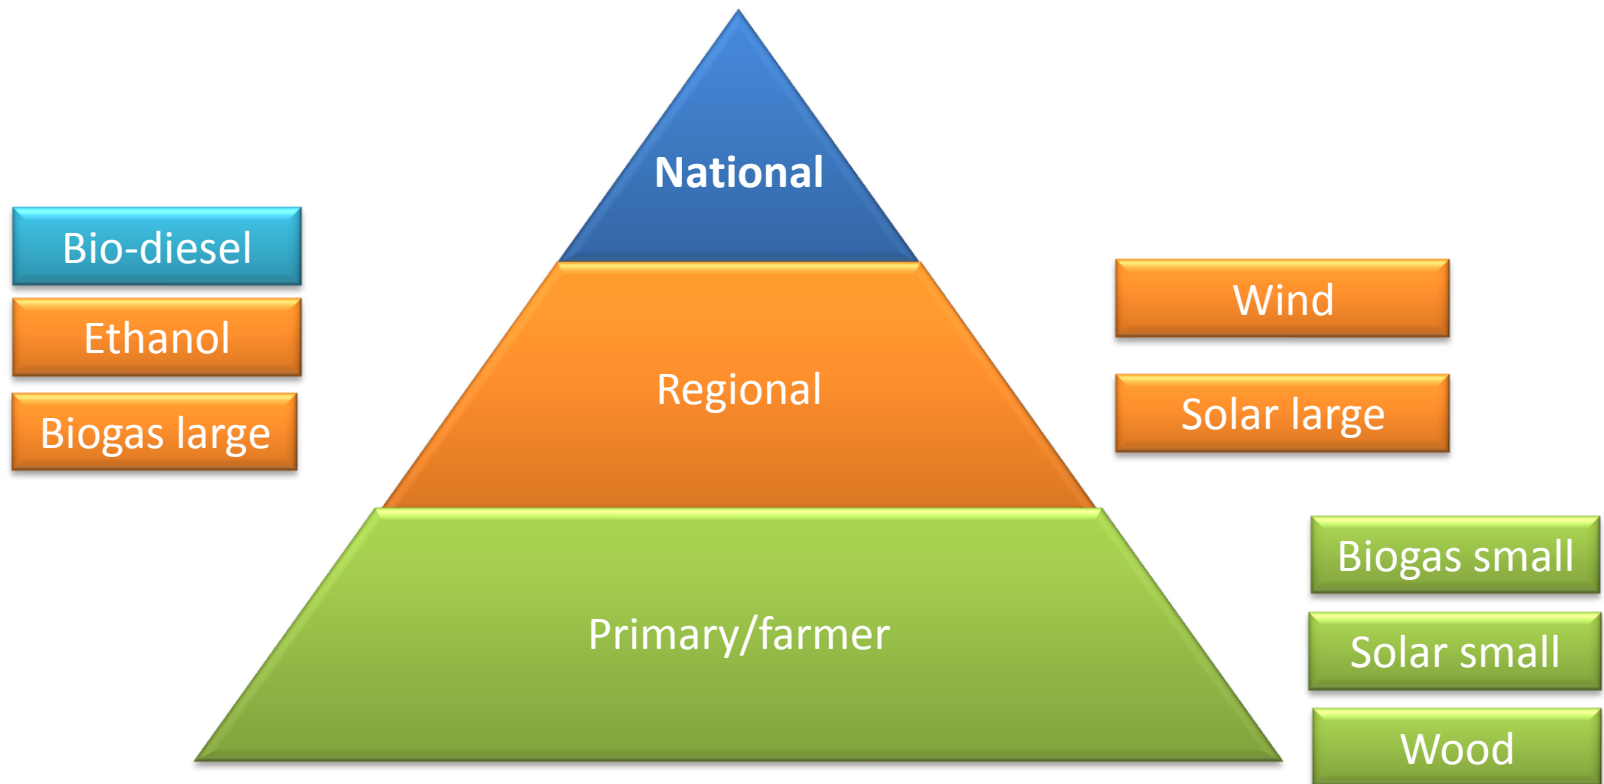 National
Bio-diesel
Ethanol
Biogas large
Regional
Wind
Solar large
Primary/farmer
Biogas small
Solar small
Wood